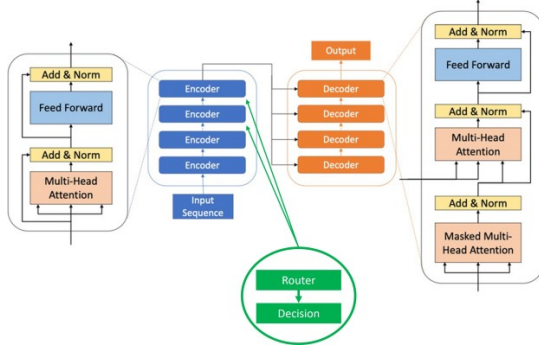 Add & Norm
Feed Forward
Add & Norm
Multi-Head
Attention
Encoder
Encoder
Encoder
Encoder
Input
Sequence
Output
Decoder
Decoder
Decoder
Decoder
Add & Norm
Feed Forward
Add & Norm
Multi-Head
Attention
Add & Norm
Masked Multi-
Head Attention
Router
Decision